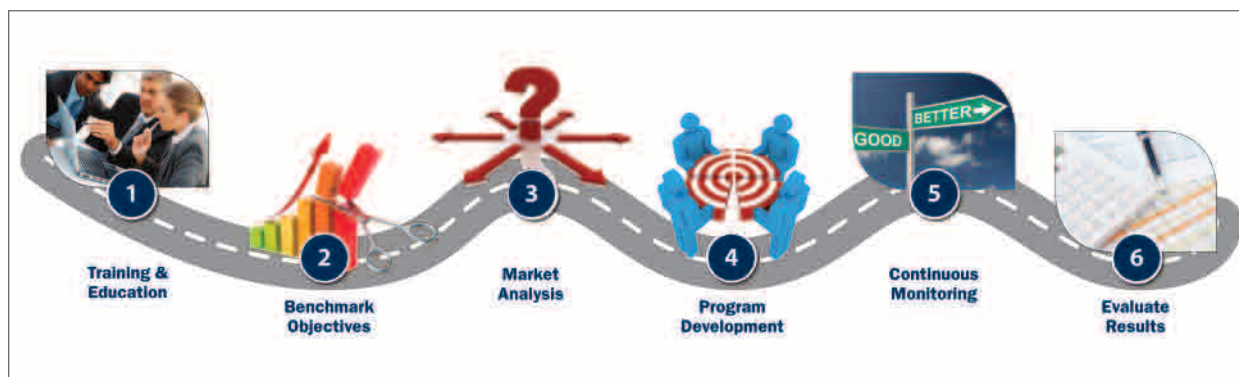 1
Training &
Education
2
Benchmark
Objectives
3
Market
Analysis
4
Program
Development
GOOD
BETTER
5
Continuous
Monitoring
6
Evaluate
Results